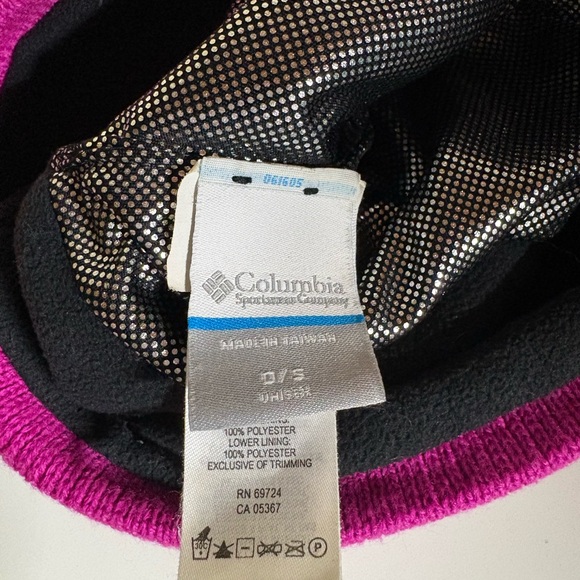 061605
Columbia
Sportswear Company
MADE IN TAIWAN
O/S
UNISEX
100% POLYESTER
LOWER LINING:
100% POLYESTER
EXCLUSIVE OF TRIMMING
RN 69724
CA 05367
30C P